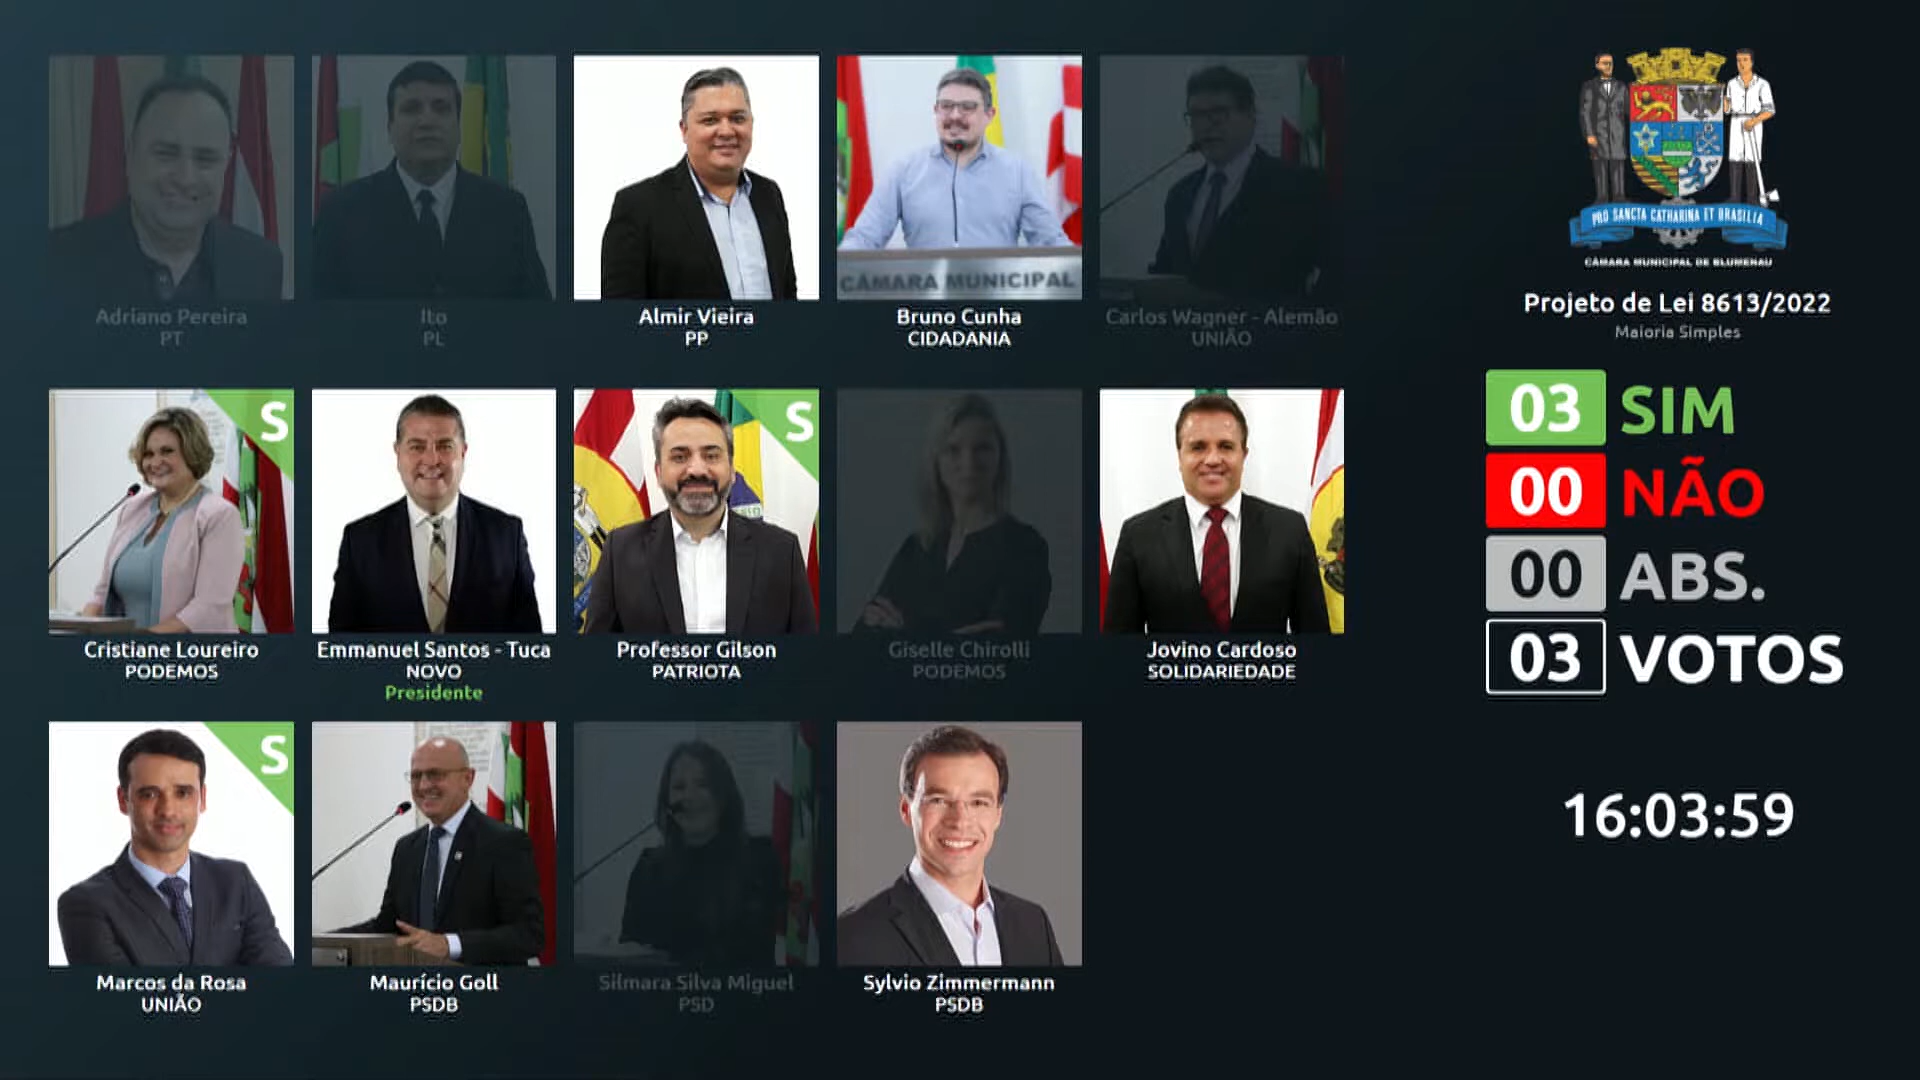 Adriano Pereira
PT
Ito
PL
Almir Vieira
PP
CÂMARA MUNICIPAL
Bruno Cunha
CIDADANIA
Carlos Wagner - Alemão
UNIÃO
S
Cristiane Loureiro
PODEMOS
Emmanuel Santos - Tuca
NOVO
Presidente
S
Professor Gilson
PATRIOTA
Giselle Chirolli
PODEMOS
Jovino Cardoso
SOLIDARIEDADE
S
Marcos da Rosa
UNIÃO
Maurício Goll
PSDB
Silmara Silva Miguel
PSD
Sylvio Zimmermann
PSDB
PRO SANCTA CATHARINA ET BRASILIA
CÂMARA MUNICIPAL DE BLUMENAU
Projeto de Lei 8613/2022
Maioria Simples
03 SIM
00 NÃO
00 ABS.
03 VOTOS
16:03:59